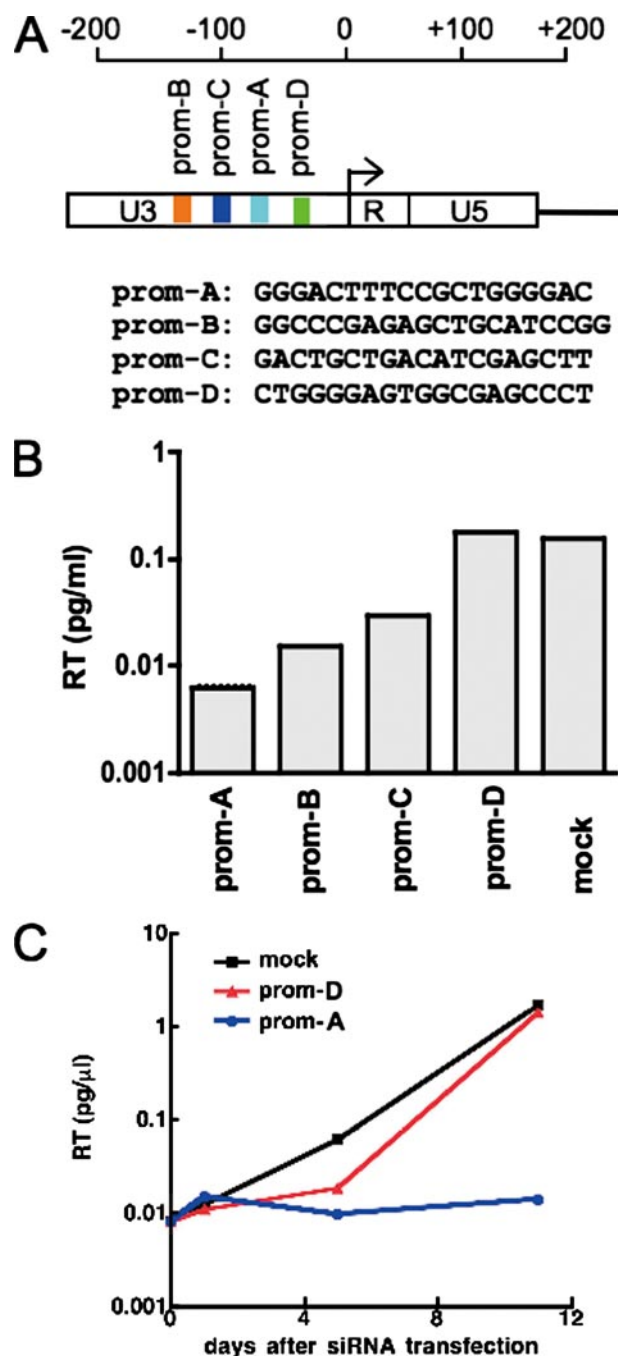 A
-200 -100 0 +100 +200
prom-B prom-C prom-A prom-D
U3 R U5
prom-A: GGGACTTTCCGCTGGGGAC
prom-B: GGCCCGAGAGCTGCATCCGG
prom-C: GACTGCTGACATCGAGCTT
prom-D: CTGGGGAGTGGCGAGCCCT
B
RT (pg/ml)
1
0.1
0.01
0.001
prom-A prom-B prom-C prom-D mock
C
RT (pg/µl)
10
1
0.1
0.01
0.001
mock
prom-D
prom-A
0 4 8 12
days after siRNA transfection